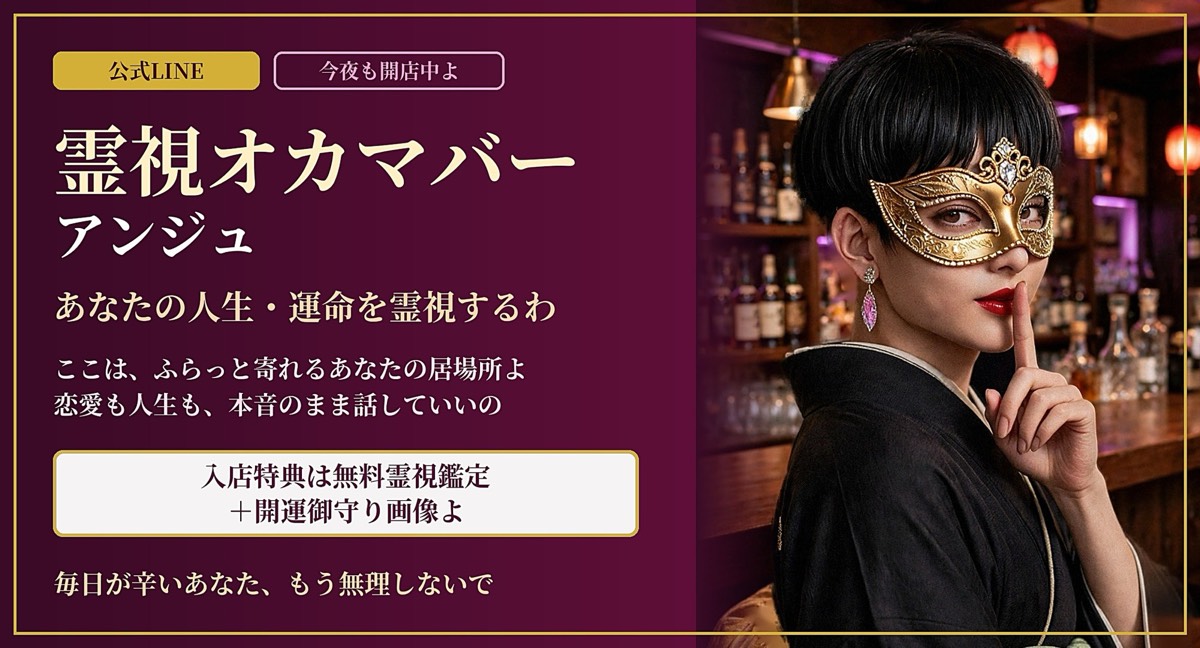 公式LINE
今夜も開店中よ
霊視オカマバー
アンジュ
あなたの人生・運命を霊視するわ
ここは、ふらっと寄れるあなたの居場所よ
恋愛も人生も、本音のまま話していいの
入店特典は無料霊視鑑定
＋開運御守り画像よ
毎日が辛いあなた、もう無理しないで